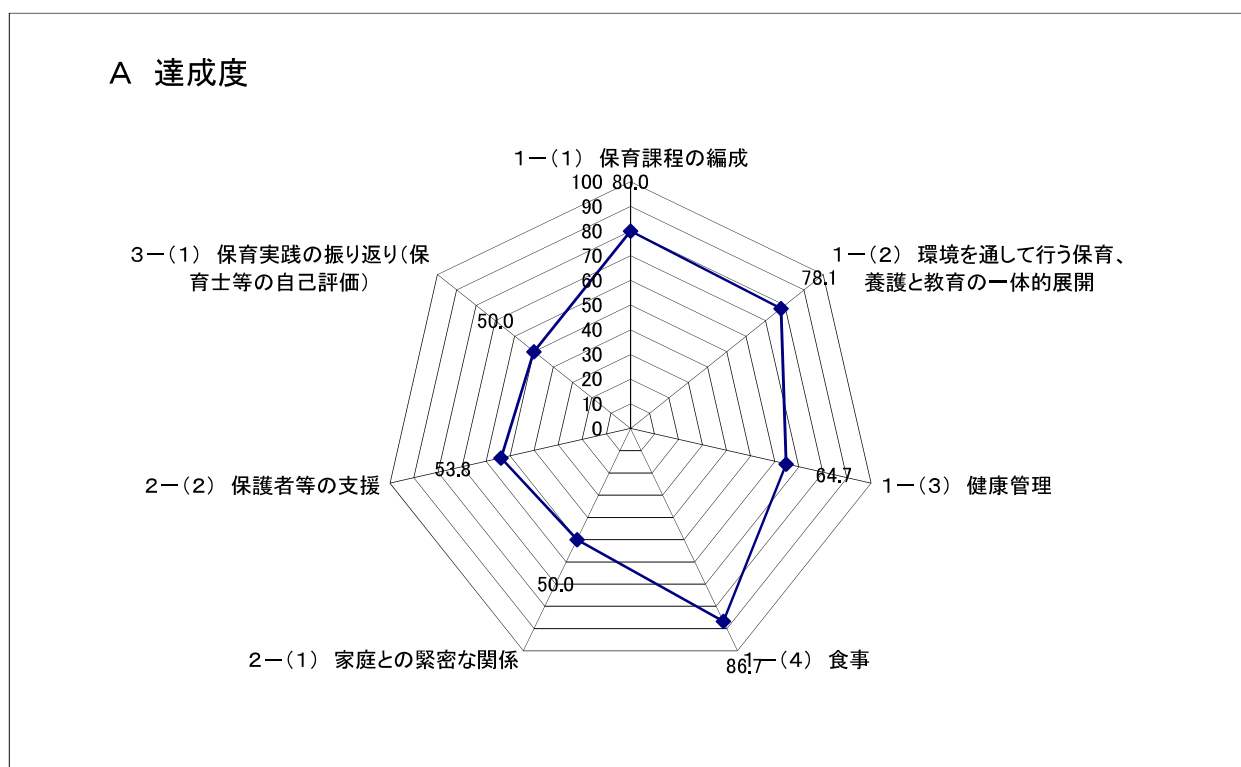 A 達成度
1－（1） 保育課程の編成
80.0
100
90
80
70
60
50
40
30
20
10
0
1－（2） 環境を通して行う保育、
養護と教育の一体的展開
78.1
1－（3） 健康管理
64.7
1－（4） 食事
86.7
2－（1） 家庭との緊密な関係
50.0
2－（2） 保護者等の支援
53.8
3－（1） 保育実践の振り返り（保
育士等の自己評価）
50.0